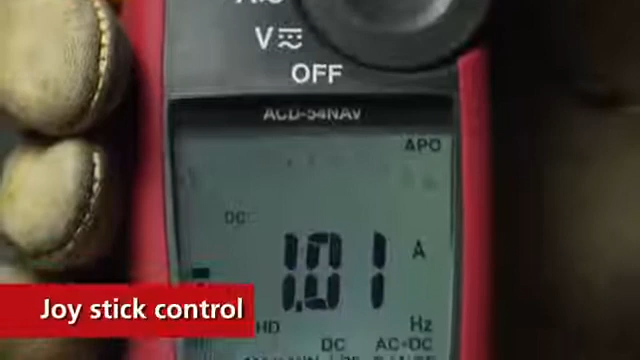 V
OFF
ACD-54NAV
APO
DC
1.01 A
Joy stick control
HD
Hz
DC AC+DC